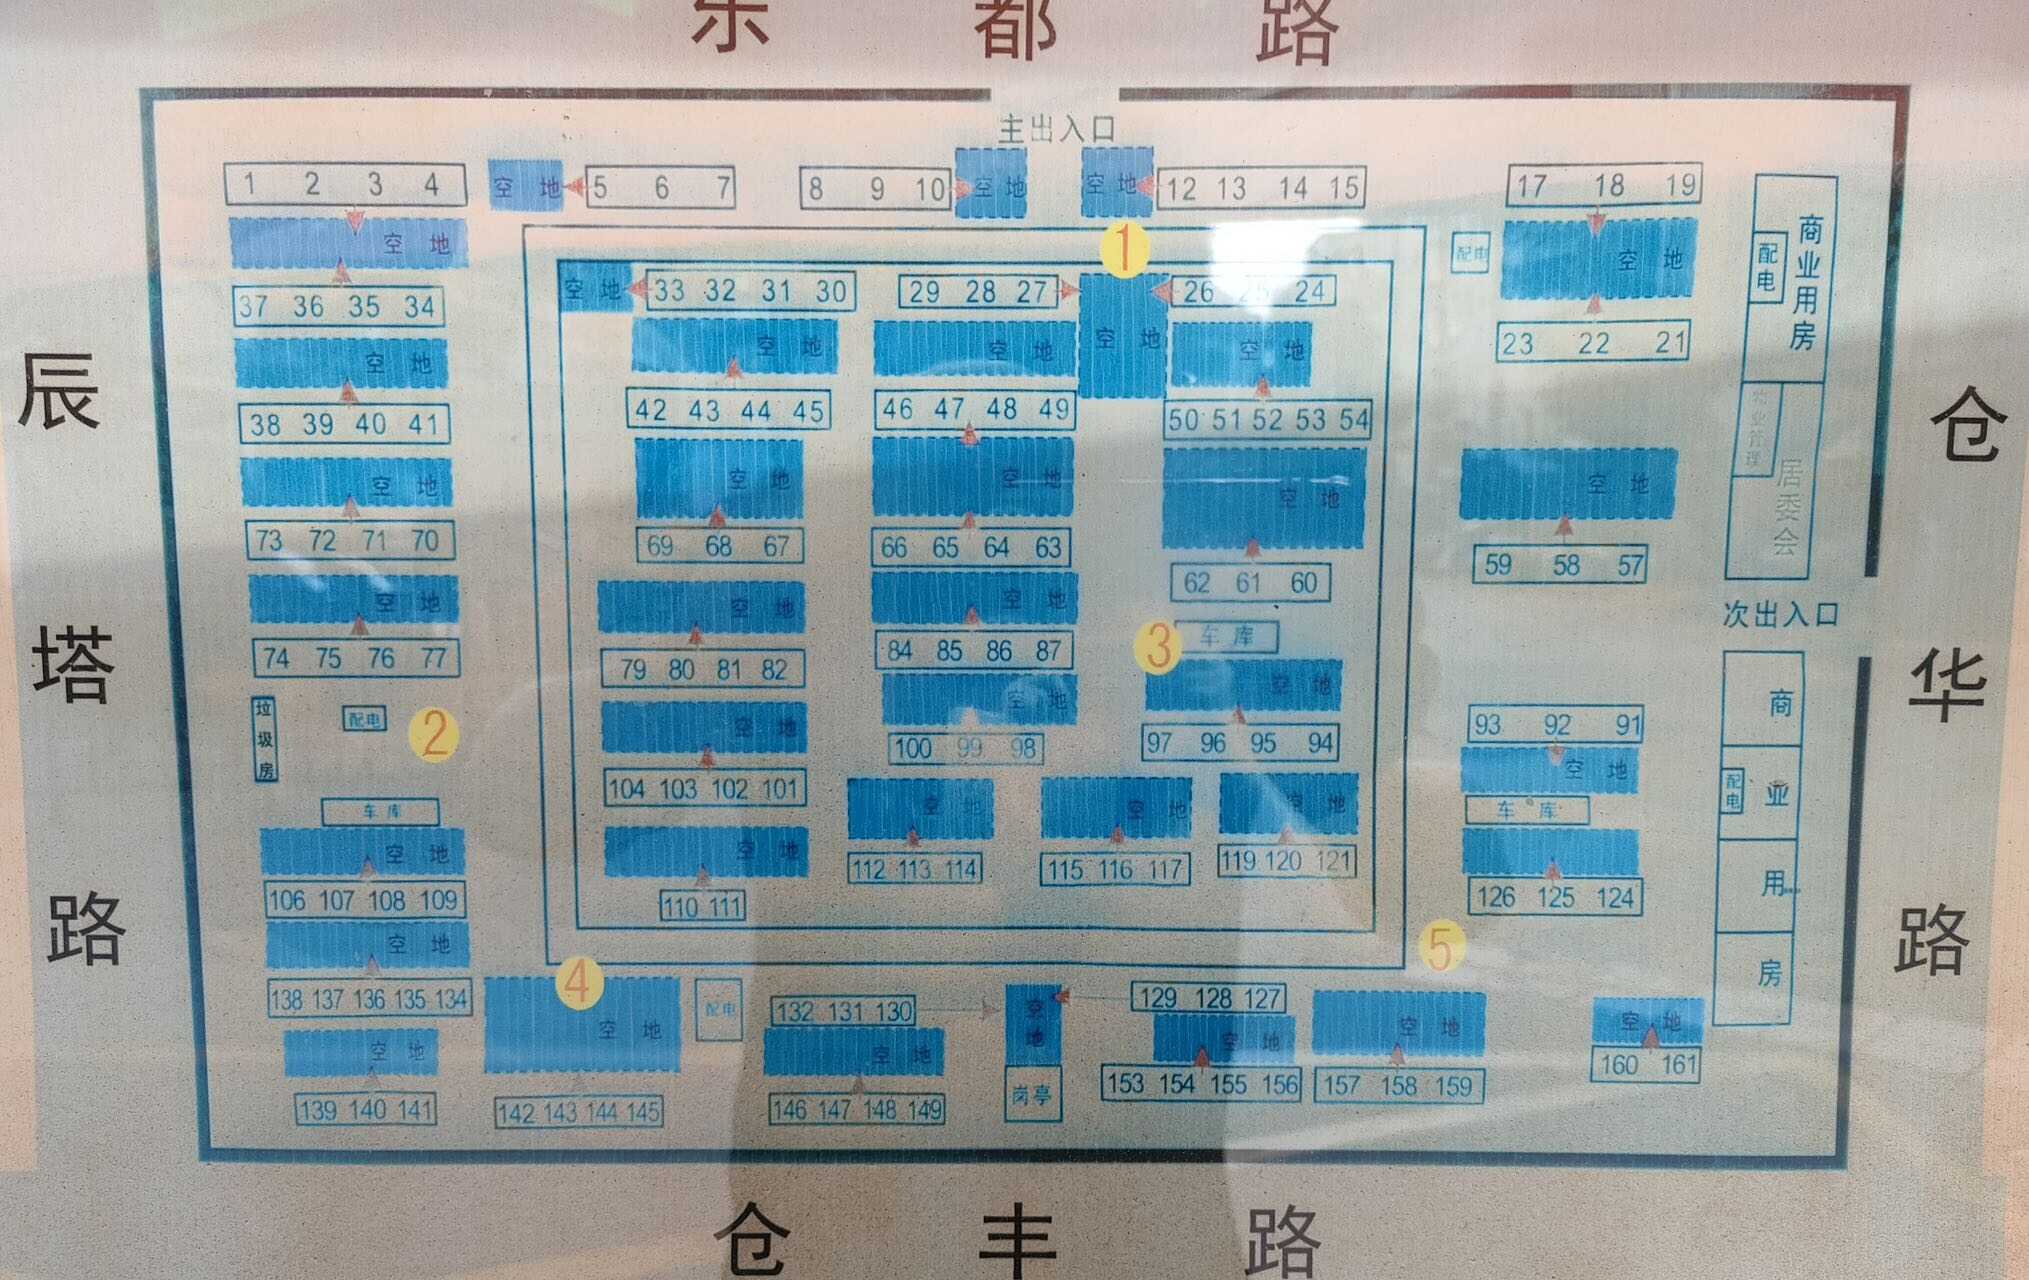 东 都 路
主出入口
1 2 3 4
空 地
5 6 7
8 9 10
空 地
空 地
12 13 14 15
17 18 19
空 地
37 36 35 34
空 地
33 32 31 30
29 28 27
1
26 25 24
空 地
配电
空 地
23 22 21
商业用房
配电
空 地
空 地
空 地
空 地
38 39 40 41
42 43 44 45
46 47 48 49
50 51 52 53 54
空 地
空 地
空 地
空 地
空 地
物业管理
居委会
辰 塔 路
仓 华 路
73 72 71 70
69 68 67
66 65 64 63
62 61 60
59 58 57
次出入口
空 地
空 地
空 地
3
车 库
74 75 76 77
79 80 81 82
84 85 86 87
空 地
空 地
空 地
垃圾房
配电
2
104 103 102 101
100 99 98
97 96 95 94
93 92 91
空 地
车 库
商业用房
配电
车 库
空 地
空 地
空 地
空 地
空 地
106 107 108 109
110 111
112 113 114
115 116 117
119 120 121
126 125 124
空 地
138 137 136 135 134
4
空 地
配电
132 131 130
空地
129 128 127
5
空 地
空 地
空 地
空 地
空 地
139 140 141
142 143 144 145
146 147 148 149
岗亭
153 154 155 156
157 158 159
160 161
仓 丰 路